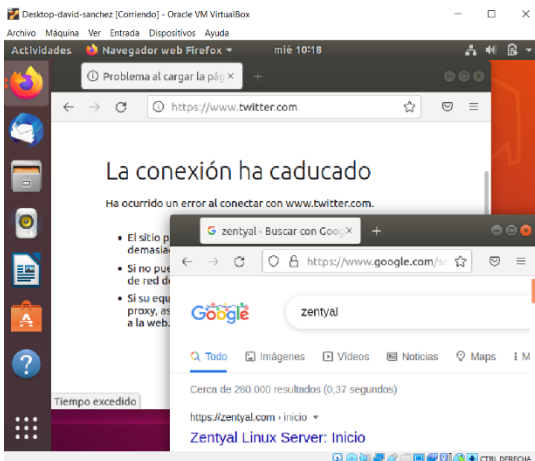 Desktop-david-sanchez [Corriendo] - Oracle VM VirtualBox
Archivo Máquina Ver Entrada Dispositivos Ayuda
Actividades Navegador web Firefox mié 10:18
Problema al cargar la pág
https://www.twitter.com
La conexión ha caducado
Ha ocurrido un error al conectar con www.twitter.com.
El sitio p
demasia
Si no pue
de red d
Si su equ
proxy, as
a la web.
Tiempo excedido
zentyal - Buscar con Goog
https://www.google.com/se
Google
zentyal
Todo Imágenes Vídeos Noticias Maps M
Cerca de 280.000 resultados (0,37 segundos)
https://zentyal.com › inicio
Zentyal Linux Server: Inicio
CTRL DERECHA